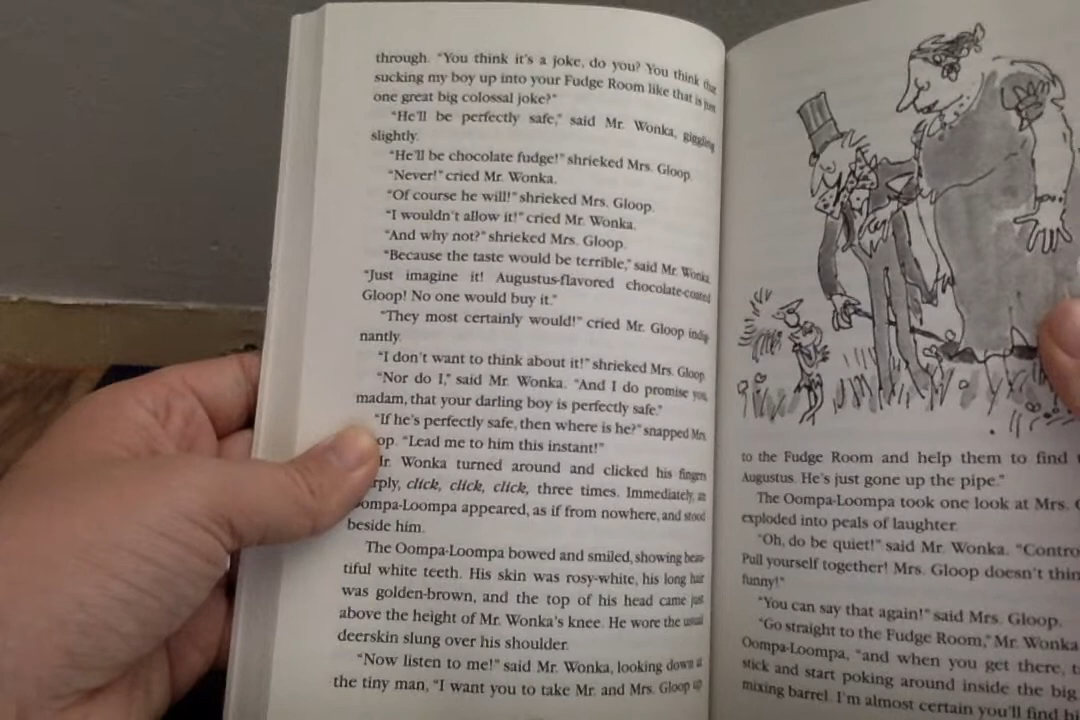 through. "You think it's a joke, do you? You think that
sucking my boy up into your Fudge Room like that is just
one great big colossal joke?"
"He'll be perfectly safe," said Mr. Wonka, giggling
slightly.
"He'll be chocolate fudge!" shrieked Mrs. Gloop.
"Never!" cried Mr. Wonka.
"Of course he will!" shrieked Mrs. Gloop.
"I wouldn't allow it!" cried Mr. Wonka.
"And why not?" shrieked Mrs. Gloop.
"Because the taste would be terrible," said Mr. Wonka.
"Just imagine it! Augustus-flavored chocolate-coated
Gloop! No one would buy it."
"They most certainly would!" cried Mr. Gloop indig-
nantly.
"I don't want to think about it!" shrieked Mrs. Gloop.
"Nor do I," said Mr. Wonka. "And I do promise you,
madam, that your darling boy is perfectly safe."
"If he's perfectly safe, then where is he?" snapped Mrs.
op. "Lead me to him this instant!"
Mr. Wonka turned around and clicked his fingers
rply, click, click, click, three times. Immediately, an
Oompa-Loompa appeared, as if from nowhere, and stood
beside him.
The Oompa-Loompa bowed and smiled, showing beau-
tiful white teeth. His skin was rosy-white, his long hair
was golden-brown, and the top of his head came just
above the height of Mr. Wonka's knee. He wore the usual
deerskin slung over his shoulder.
"Now listen to me!" said Mr. Wonka, looking down at
the tiny man, "I want you to take Mr. and Mrs. Gloop up
to the Fudge Room and help them to find
Augustus. He's just gone up the pipe."
The Oompa-Loompa took one look at Mrs. G
exploded into peals of laughter.
"Oh, do be quiet!" said Mr. Wonka. "Contro
Pull yourself together! Mrs. Gloop doesn't thin
funny!"
"You can say that again!" said Mrs. Gloop.
"Go straight to the Fudge Room," Mr. Wonka
Oompa-Loompa, "and when you get there, t
stick and start poking around inside the big
mixing barrel. I'm almost certain you'll find hi